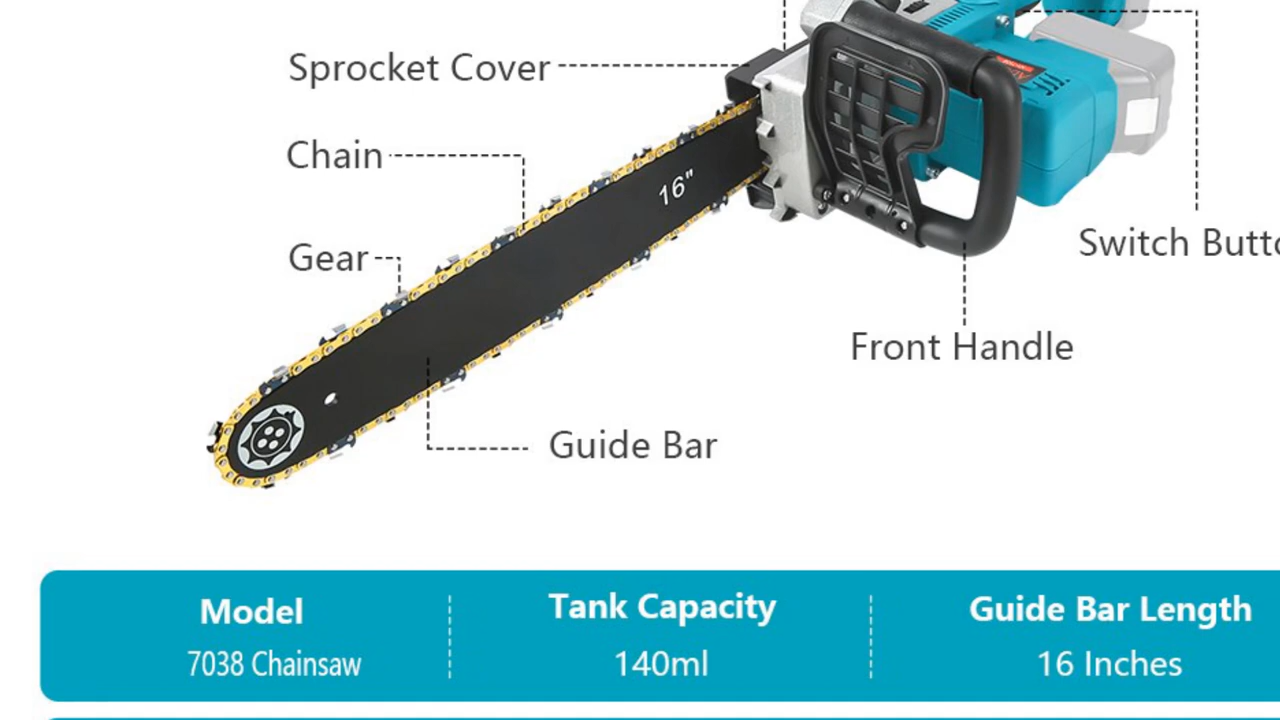 Sprocket Cover
Chain
16"
Gear
Switch Butto
Front Handle
Guide Bar
Model
Tank Capacity
Guide Bar Length
7038 Chainsaw
140ml
16 Inches